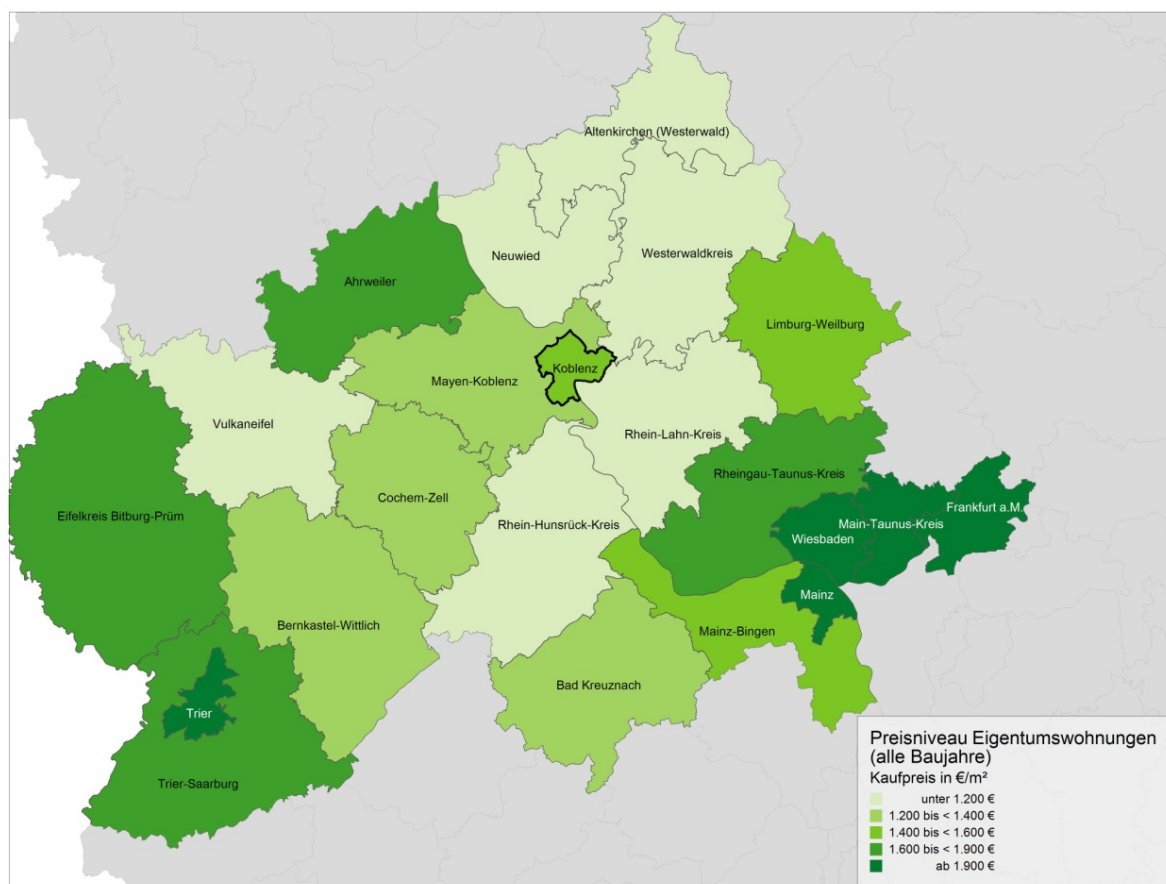 Altenkirchen (Westerwald)
Neuwied
Westerwaldkreis
Ahrweiler
Limburg-Weilburg
Koblenz
Mayen-Koblenz
Vulkaneifel
Rhein-Lahn-Kreis
Rheingau-Taunus-Kreis
Cochem-Zell
Frankfurt a.M.
Eifelkreis Bitburg-Prüm
Rhein-Hunsrück-Kreis
Main-Taunus-Kreis
Wiesbaden
Mainz
Bernkastel-Wittlich
Mainz-Bingen
Bad Kreuznach
Trier
Trier-Saarburg
Preisniveau Eigentumswohnungen
(alle Baujahre)
Kaufpreis in €/m²
unter 1.200 €
1.200 bis < 1.400 €
1.400 bis < 1.600 €
1.600 bis < 1.900 €
ab 1.900 €